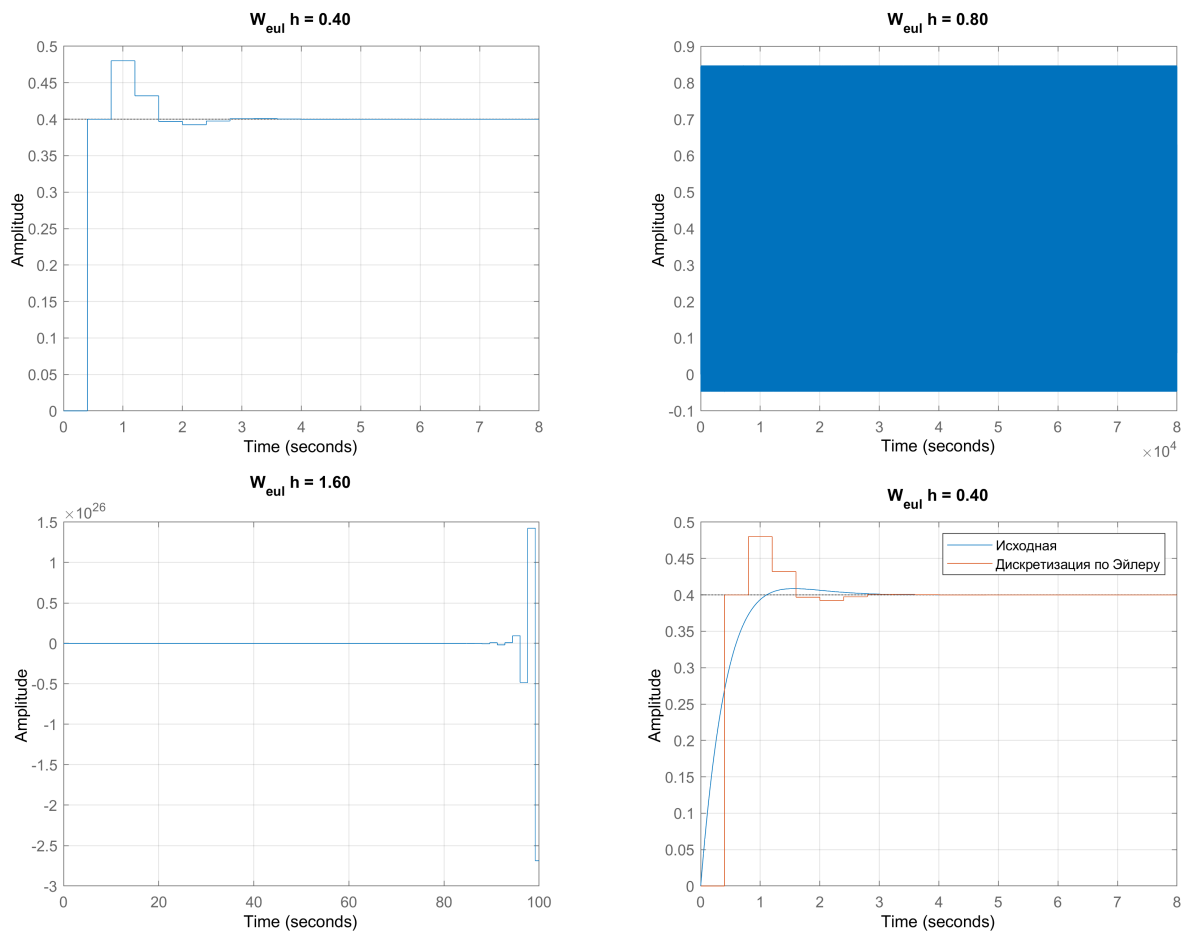 W_eul h = 0.40
0.5
0.45
0.4
0.35
0.3
0.25
0.2
0.15
0.1
0.05
0
Amplitude
0 1 2 3 4 5 6 7 8
Time (seconds)
W_eul h = 0.80
0.9
0.8
0.7
0.6
0.5
0.4
0.3
0.2
0.1
0
-0.1
Amplitude
0 1 2 3 4 5 6 7 8
Time (seconds)
×10^4
W_eul h = 1.60
×10^26
1.5
1
0.5
0
-0.5
-1
-1.5
-2
-2.5
-3
Amplitude
0 20 40 60 80 100
Time (seconds)
W_eul h = 0.40
0.5
0.45
0.4
0.35
0.3
0.25
0.2
0.15
0.1
0.05
0
Amplitude
Исходная
Дискретизация по Эйлеру
0 1 2 3 4 5 6 7 8
Time (seconds)